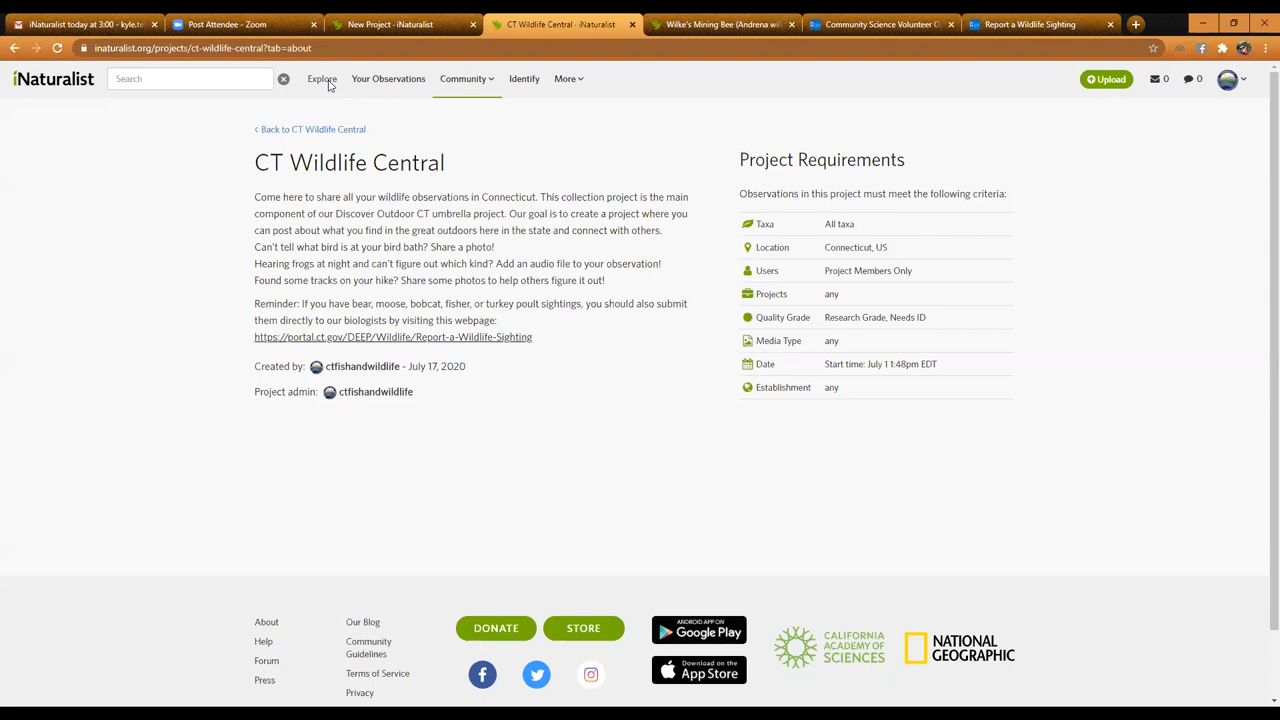 iNaturalist today at 3:00 - kyle.te
Post Attendee - Zoom
New Project - iNaturalist
CT Wildlife Central · iNaturalist
Wilke's Mining Bee (Andrena wil
Community Science Volunteer O
Report a Wildlife Sighting
inaturalist.org/projects/ct-wildlife-central?tab=about
iNaturalist
Search
Explore
Your Observations
Community
Identify
More
Upload
0
0
‹ Back to CT Wildlife Central
CT Wildlife Central
Come here to share all your wildlife observations in Connecticut. This collection project is the main
component of our Discover Outdoor CT umbrella project. Our goal is to create a project where you
can post about what you find in the great outdoors here in the state and connect with others.
Can't tell what bird is at your bird bath? Share a photo!
Hearing frogs at night and can't figure out which kind? Add an audio file to your observation!
Found some tracks on your hike? Share some photos to help others figure it out!
Reminder: If you have bear, moose, bobcat, fisher, or turkey poult sightings, you should also submit
them directly to our biologists by visiting this webpage:
https://portal.ct.gov/DEEP/Wildlife/Report-a-Wildlife-Sighting
Created by: ctfishandwildlife - July 17, 2020
Project admin: ctfishandwildlife
Project Requirements
Observations in this project must meet the following criteria:
Taxa All taxa
Location Connecticut, US
Users Project Members Only
Projects any
Quality Grade Research Grade, Needs ID
Media Type any
Date Start time: July 1 1:48pm EDT
Establishment any
About
Help
Forum
Press
Our Blog
Community
Guidelines
Terms of Service
Privacy
DONATE
STORE
ANDROID APP ON
Google Play
Download on the
App Store
CALIFORNIA
ACADEMY OF
SCIENCES
NATIONAL
GEOGRAPHIC